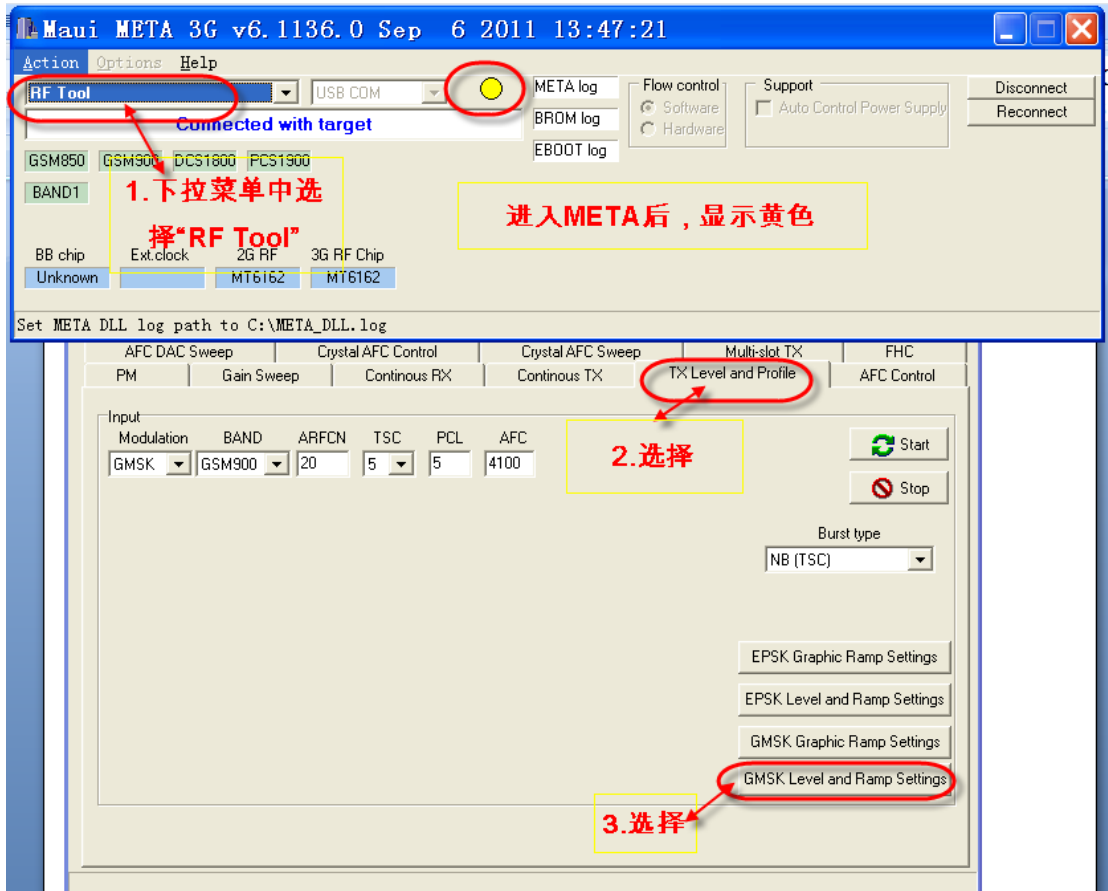 Maui META 3G v6.1136.0 Sep 6 2011 13:47:21
Action Options Help
RF Tool
USB COM
META log
Flow control
Support
Disconnect
Software
Auto Control Power Supply
Connected with target
BROM log
Reconnect
Hardware
EBOOT log
GSM850 GSM900 DCS1800 PCS1900
BAND1
1.下拉菜单中选
择“RF Tool”
进入META后，显示黄色
BB chip Ext.clock 2G RF 3G RF Chip
Unknown MT6162 MT6162
Set META DLL log path to C:\META_DLL.log
AFC DAC Sweep Crystal AFC Control Crystal AFC Sweep Multi-slot TX FHC
PM Gain Sweep Continous RX Continous TX TX Level and Profile AFC Control
Input
Modulation BAND ARFCN TSC PCL AFC
GMSK GSM900 20 5 5 4100
2.选择
Start
Stop
Burst type
NB (TSC)
EPSK Graphic Ramp Settings
EPSK Level and Ramp Settings
GMSK Graphic Ramp Settings
GMSK Level and Ramp Settings
3.选择